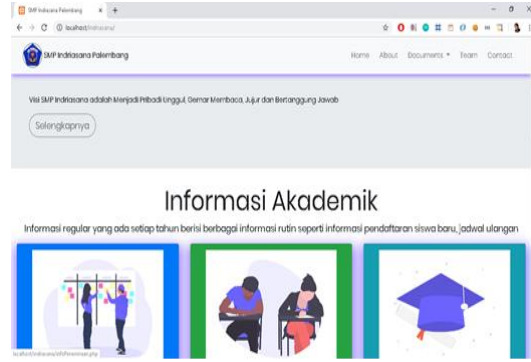 SMP Indriasana Palembang
localhost/indriasana/
SMP Indriasana Palembang
Home About Documents Team Contact
Visi SMP Indriasana adalah Menjadi Pribadi Unggul, Gemar Membaca, Jujur dan Bertanggung Jawab
Selengkapnya
Informasi Akademik
Informasi regular yang ada setiap tahun berisi berbagai informasi rutin seperti informasi pendaftaran siswa baru, jadwal ulangan